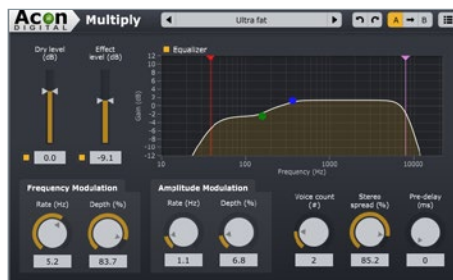 Acon
DIGITAL
Multiply
Ultra fat
A
B
Dry level
(dB)
Effect
level (dB)
0.0
-9.1
Equalizer
Gain (dB)
12
10
8
6
4
2
0
-2
-4
-6
-8
-10
-12
10
100
1000
10000
Frequency (Hz)
Frequency Modulation
Rate (Hz)
Depth (%)
5.2
83.7
Amplitude Modulation
Rate (Hz)
Depth (%)
1.1
6.8
Voice count
(#)
Stereo
spread (%)
Pre-delay
(ms)
2
85.2
0